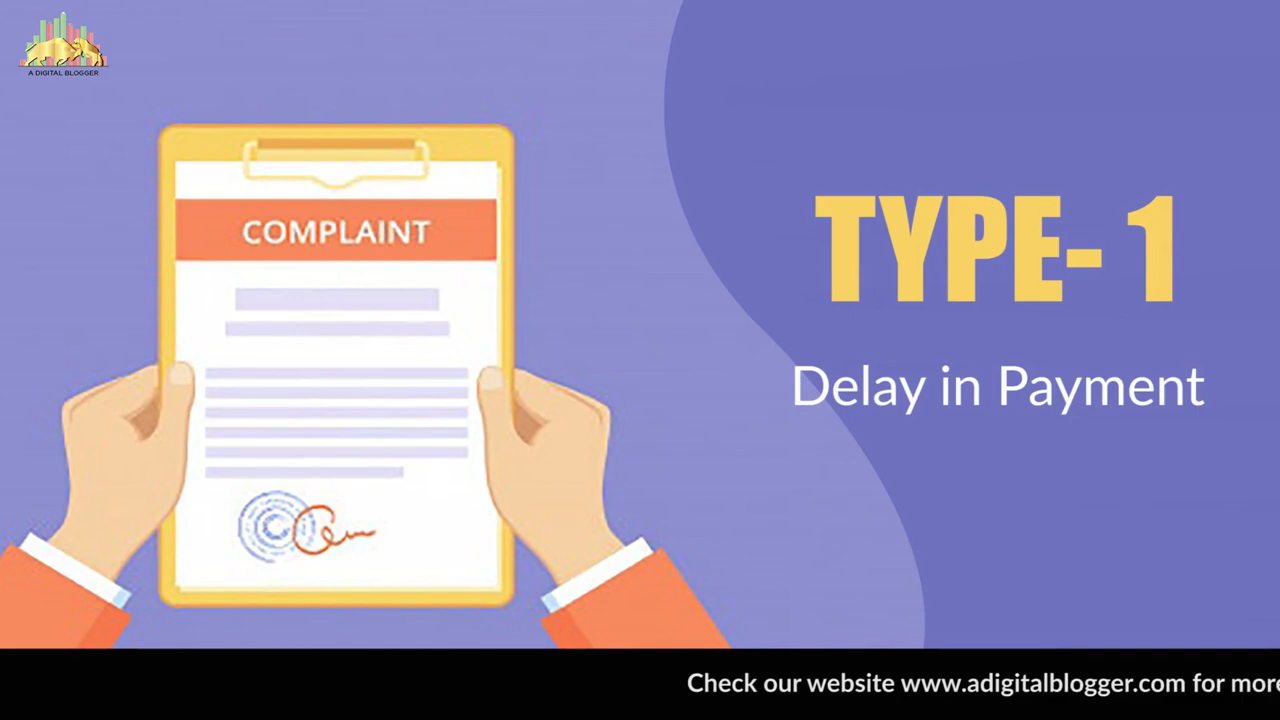 A DIGITAL BLOGGER
COMPLAINT
TYPE- 1
Delay in Payment
Check our website www.adigitalblogger.com for more